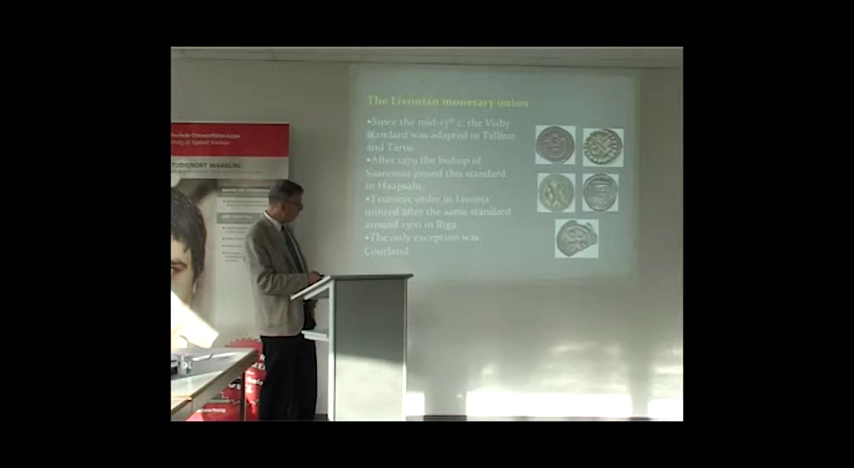 The Livonian monetary union
•Since the mid-13th c. the Visby
standard was adapted in Tallinn
and Tartu.
•After 1279 the bishop of
Saaremaa joined this standard
in Haapsalu.
•Teutonic order in Livonia
minted after the same standard
around 1300 in Riga.
•The only exception was
Courland.
STUDIENORT WARBURG